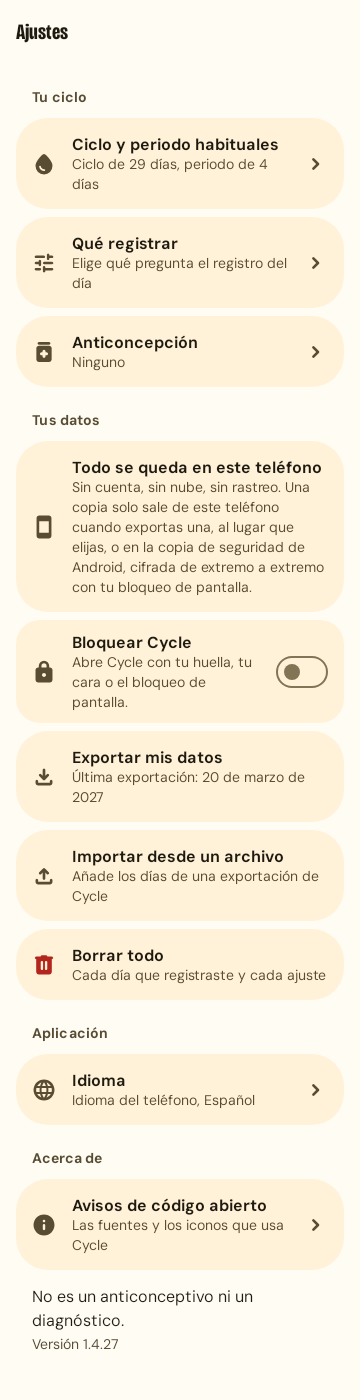 Ajustes
Tu ciclo
Ciclo y periodo habituales
Ciclo de 29 días, periodo de 4
días
Qué registrar
Elige qué pregunta el registro del
día
Anticoncepción
Ninguno
Tus datos
Todo se queda en este teléfono
Sin cuenta, sin nube, sin rastreo. Una
copia solo sale de este teléfono
cuando exportas una, al lugar que
elijas, o en la copia de seguridad de
Android, cifrada de extremo a extremo
con tu bloqueo de pantalla.
Bloquear Cycle
Abre Cycle con tu huella, tu
cara o el bloqueo de
pantalla.
Exportar mis datos
Última exportación: 20 de marzo de
2027
Importar desde un archivo
Añade los días de una exportación de
Cycle
Borrar todo
Cada día que registraste y cada ajuste
Aplicación
Idioma
Idioma del teléfono, Español
Acerca de
Avisos de código abierto
Las fuentes y los iconos que usa
Cycle
No es un anticonceptivo ni un
diagnóstico.
Versión 1.4.27